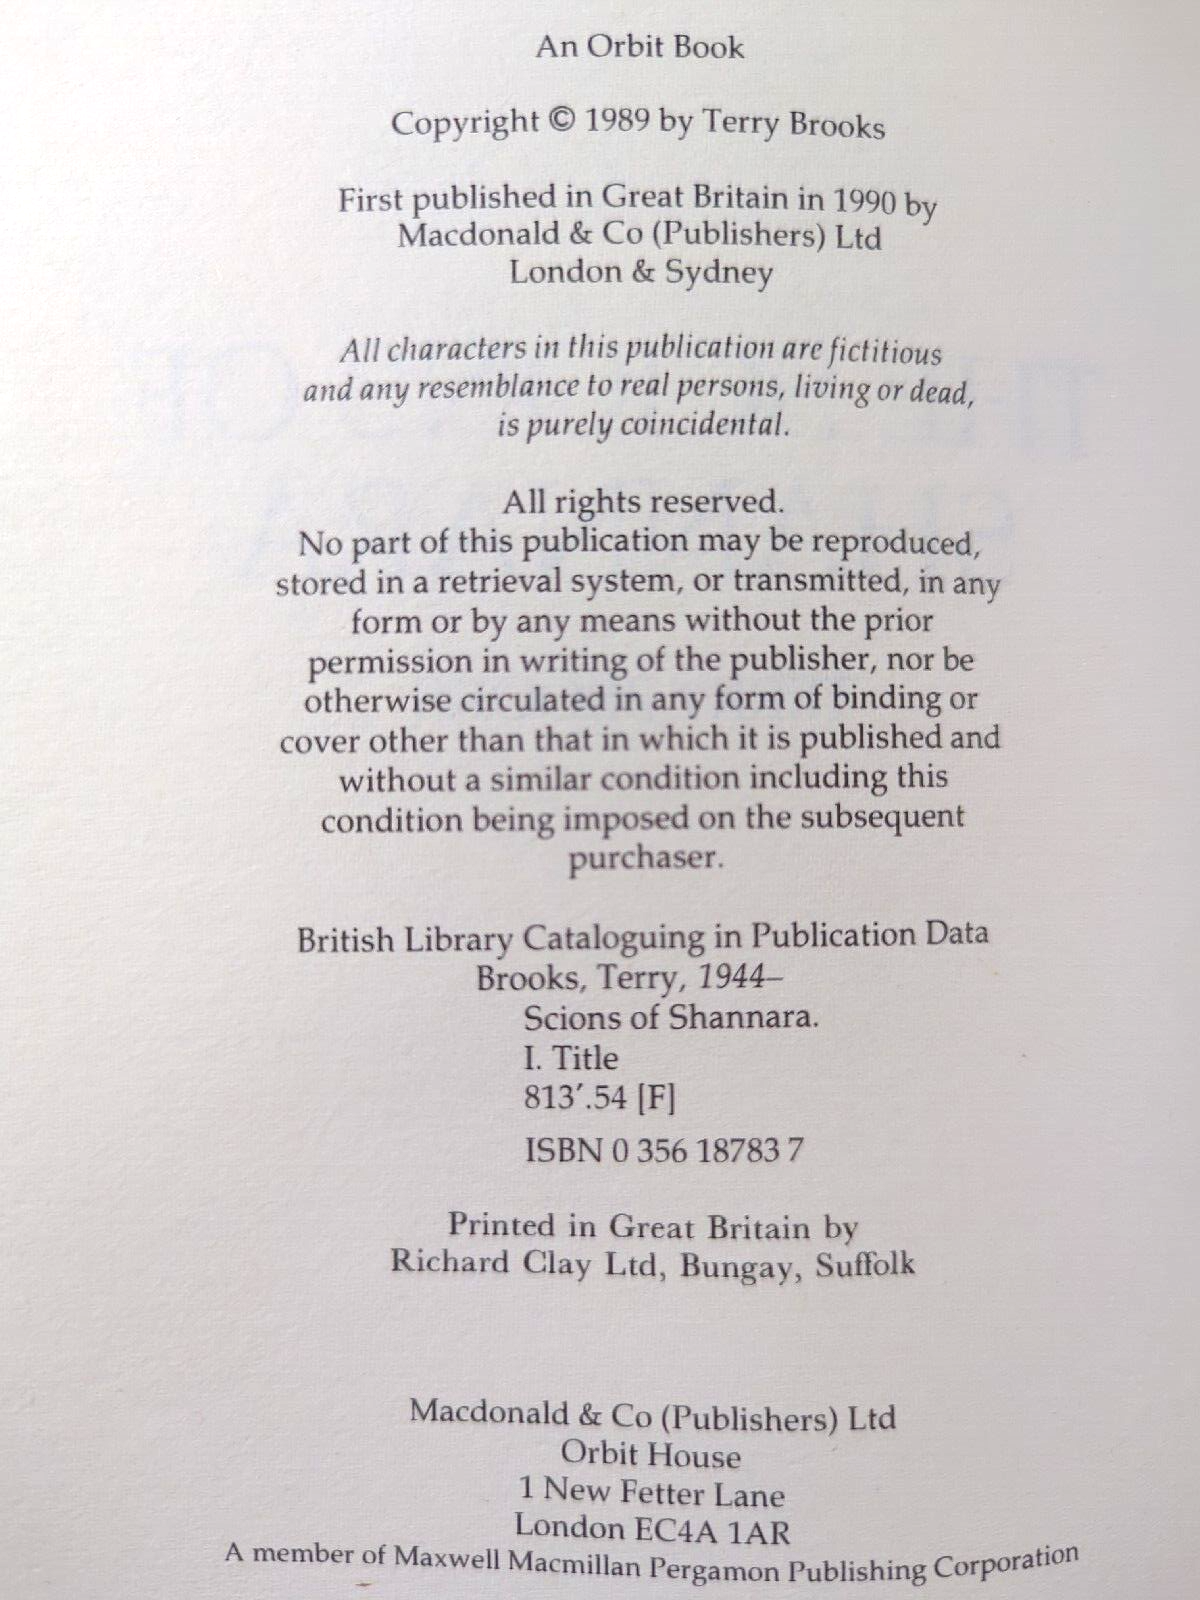 An Orbit Book
Copyright © 1989 by Terry Brooks
First published in Great Britain in 1990 by
Macdonald & Co (Publishers) Ltd
London & Sydney
All characters in this publication are fictitious
and any resemblance to real persons, living or dead,
is purely coincidental.
All rights reserved.
No part of this publication may be reproduced,
stored in a retrieval system, or transmitted, in any
form or by any means without the prior
permission in writing of the publisher, nor be
otherwise circulated in any form of binding or
cover other than that in which it is published and
without a similar condition including this
condition being imposed on the subsequent
purchaser.
British Library Cataloguing in Publication Data
Brooks, Terry, 1944–
Scions of Shannara.
I. Title
813′.54 [F]
ISBN 0 356 18783 7
Printed in Great Britain by
Richard Clay Ltd, Bungay, Suffolk
Macdonald & Co (Publishers) Ltd
Orbit House
1 New Fetter Lane
London EC4A 1AR
A member of Maxwell Macmillan Pergamon Publishing Corporation